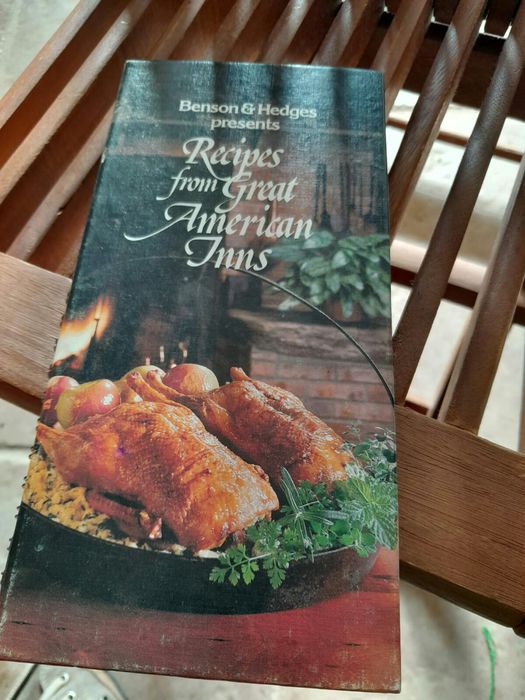 Benson & Hedges
presents
Recipes
from Great
American
Inns